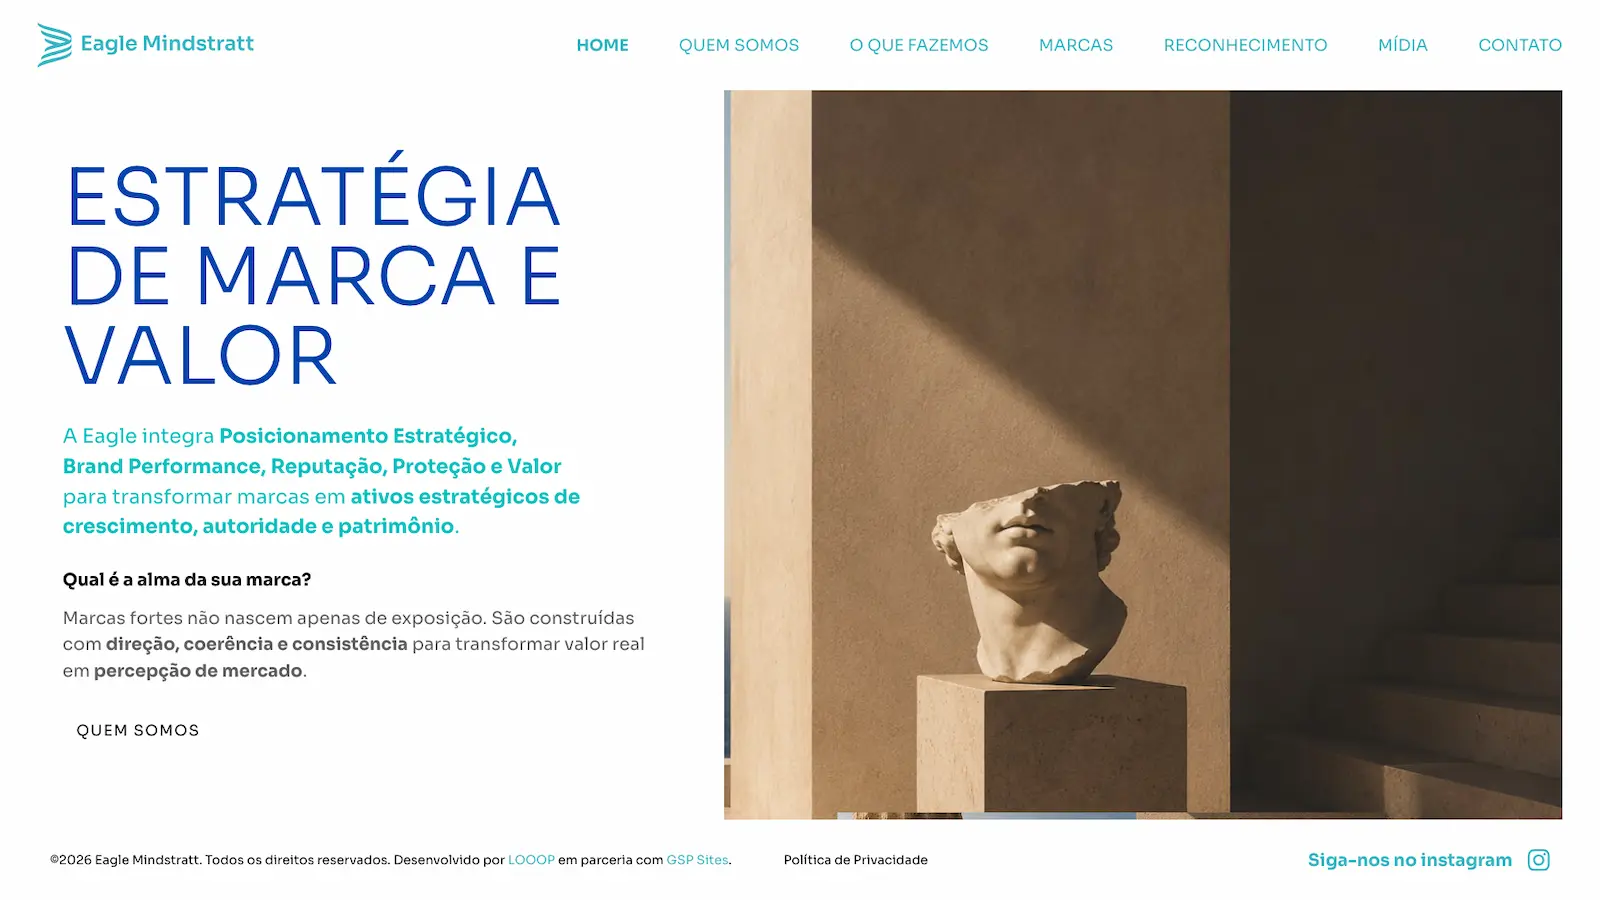 Eagle Mindstratt
HOME QUEM SOMOS O QUE FAZEMOS MARCAS RECONHECIMENTO MÍDIA CONTATO
ESTRATÉGIA
DE MARCA E
VALOR
A Eagle integra Posicionamento Estratégico,
Brand Performance, Reputação, Proteção e Valor
para transformar marcas em ativos estratégicos de
crescimento, autoridade e patrimônio.
Qual é a alma da sua marca?
Marcas fortes não nascem apenas de exposição. São construídas
com direção, coerência e consistência para transformar valor real
em percepção de mercado.
QUEM SOMOS
©2026 Eagle Mindstratt. Todos os direitos reservados. Desenvolvido por LOOOP em parceria com GSP Sites.
Política de Privacidade
Siga-nos no instagram